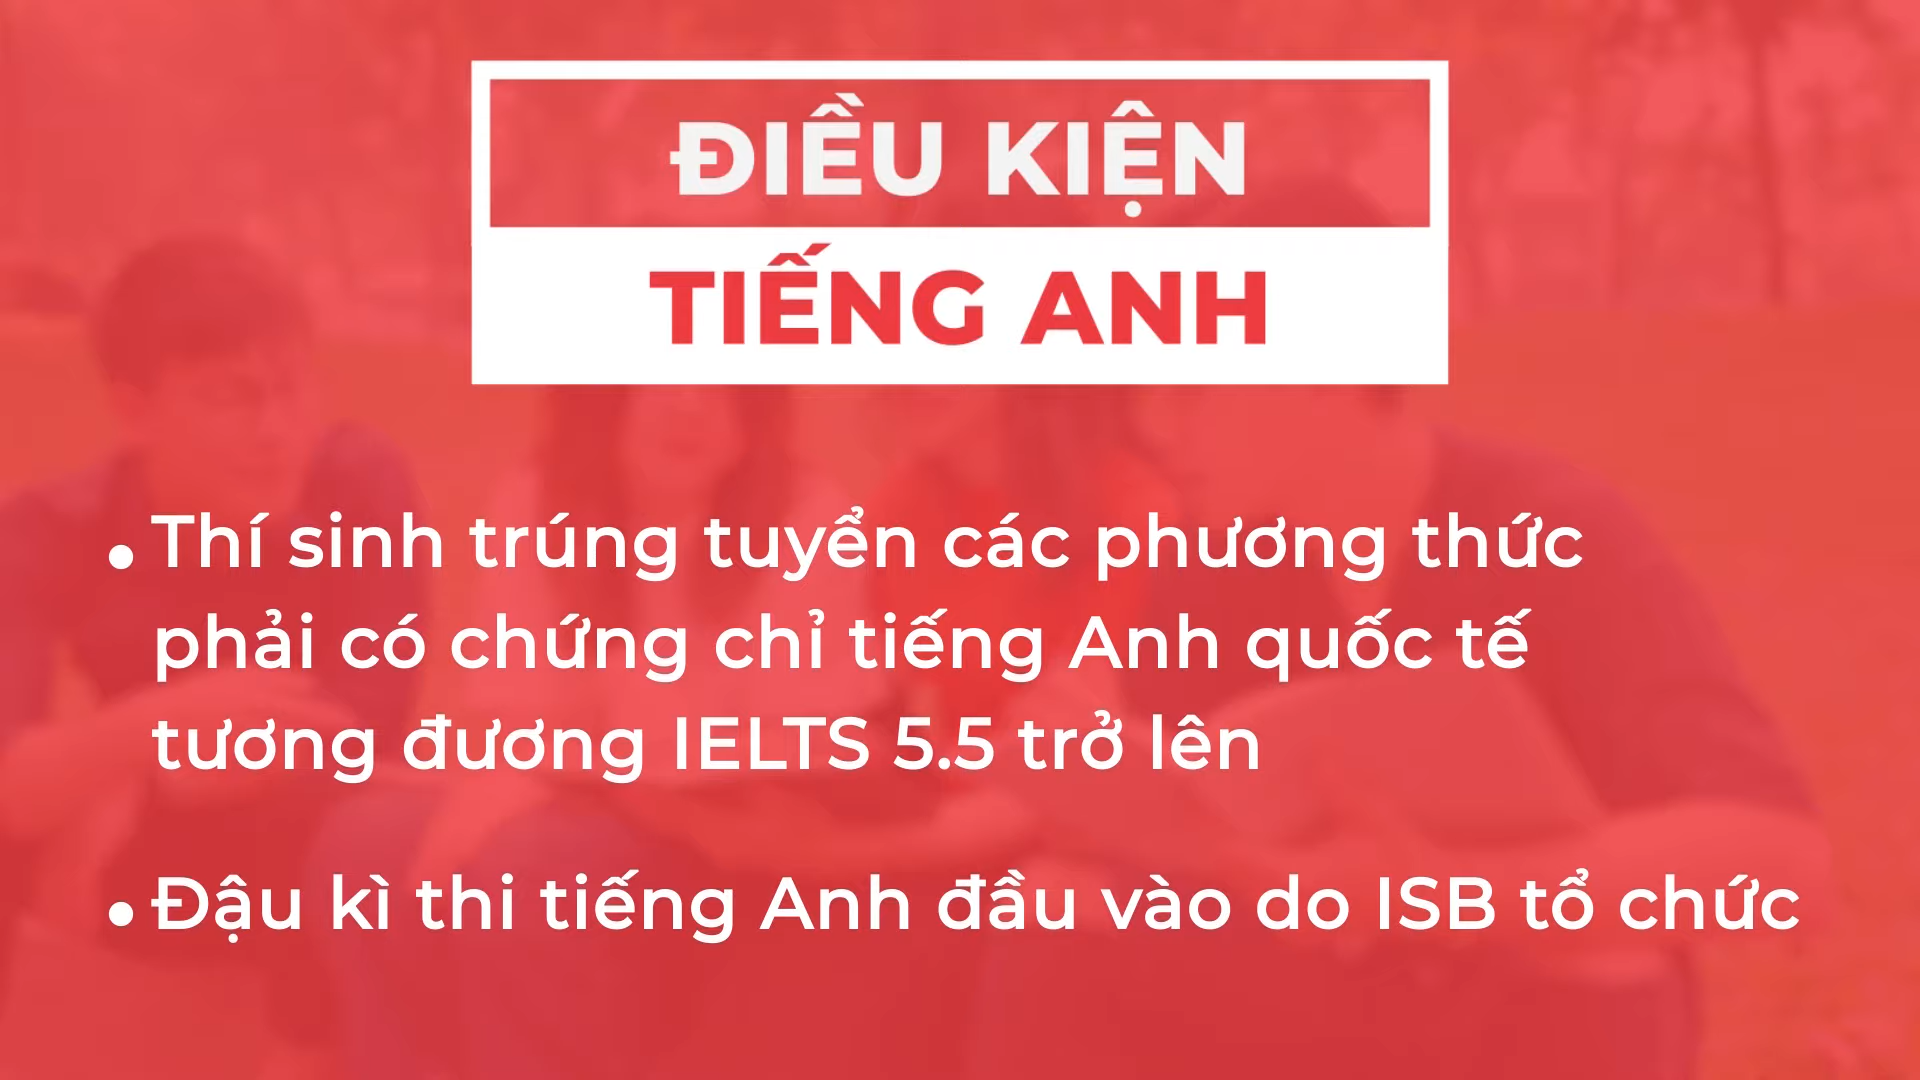 ĐIỀU KIỆN
TIẾNG ANH
• Thí sinh trúng tuyển các phương thức
phải có chứng chỉ tiếng Anh quốc tế
tương đương IELTS 5.5 trở lên
• Đậu kì thi tiếng Anh đầu vào do ISB tổ chức